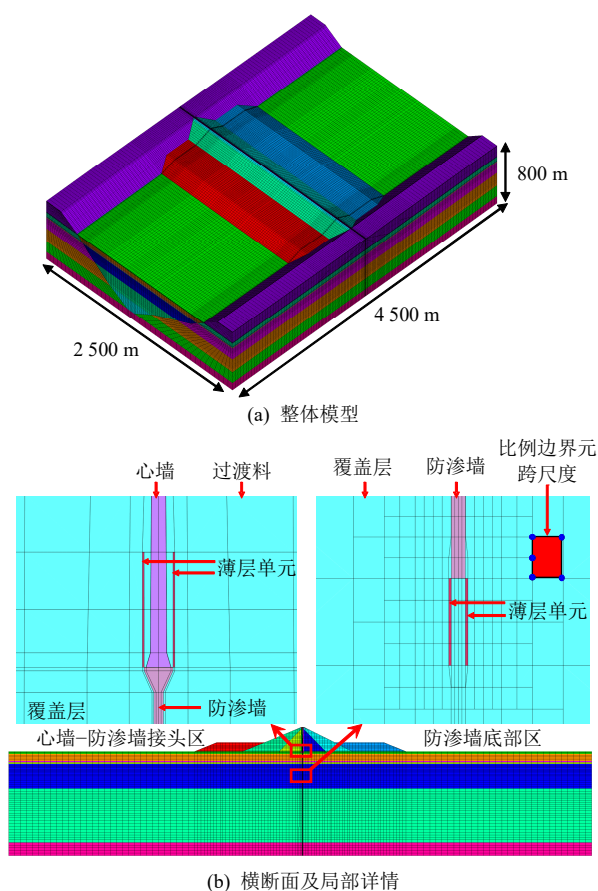 800 m
4 500 m
2 500 m
(a) 整体模型
比例边界元
跨尺度
心墙
过渡料
覆盖层
防渗墙
薄层单元
薄层单元
覆盖层
防渗墙
心墙-防渗墙接头区
防渗墙底部区
(b) 横断面及局部详情